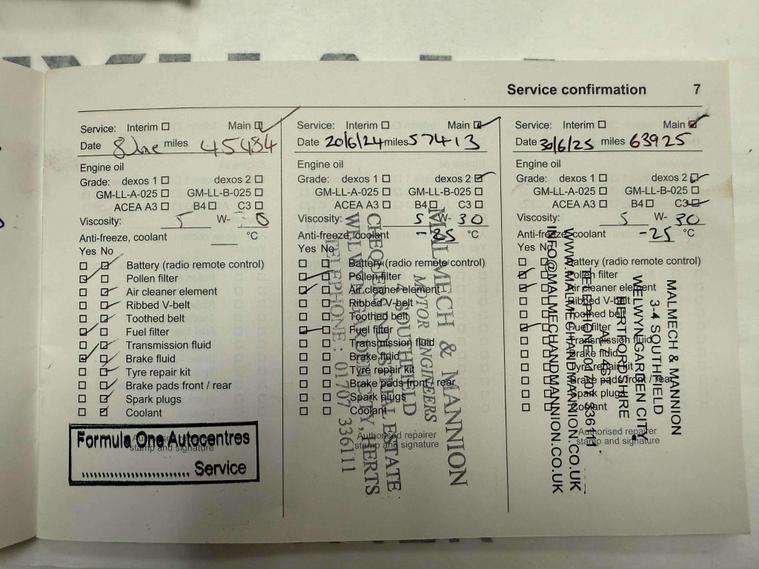 Service confirmation 7
Service: Interim Main
Date 8 June miles 45484
Engine oil
Grade: dexos 1 dexos 2
GM-LL-A-025 GM-LL-B-025
ACEA A3 B4 C3
Viscosity: 5 W-
Anti-freeze, coolant °C
Yes No
Battery (radio remote control)
Pollen filter
Air cleaner element
Ribbed V-belt
Toothed belt
Fuel filter
Transmission fluid
Brake fluid
Tyre repair kit
Brake pads front / rear
Spark plugs
Coolant
Formula One Autocentres
stamp and signature
Service
Service: Interim Main
Date 20/6/24 miles 57413
Engine oil
Grade: dexos 1 dexos 2
GM-LL-A-025 GM-LL-B-025
ACEA A3 B4 C3
Viscosity: 5 W- 30
Anti-freeze, coolant °C
Yes No
Battery (radio remote control)
Pollen filter
Air cleaner element
Ribbed V-belt
Toothed belt
Fuel filter
Transmission fluid
Brake fluid
Tyre repair kit
Brake pads front / rear
Spark plugs
Coolant
Authorised repairer
stamp and signature
MALMECH & MANNION
MOTOR ENGINEERS
SOUTHFIELD
INDUSTRIAL ESTATE
HERTS
TELEPHONE : 01707 336111
Service: Interim Main
Date 30/6/25 miles 63925
Engine oil
Grade: dexos 1 dexos 2
GM-LL-A-025 GM-LL-B-025
ACEA A3 B4 C3
Viscosity: 5 W- 30
Anti-freeze, coolant -25 °C
Yes No
Battery (radio remote control)
Pollen filter
Air cleaner element
Ribbed V-belt
Toothed belt
Fuel filter
Transmission fluid
Brake fluid
Tyre repair kit
Brake pads front / rear
Spark plugs
Coolant
Authorised repairer
stamp and signature
MALMECH & MANNION
3-4 SOUTHFIELD
WELWYN GARDEN CITY
HERTFORDSHIRE
WWW.MALMECHANDMANNION.CO.UK
INFO@MALMECHANDMANNION.CO.UK